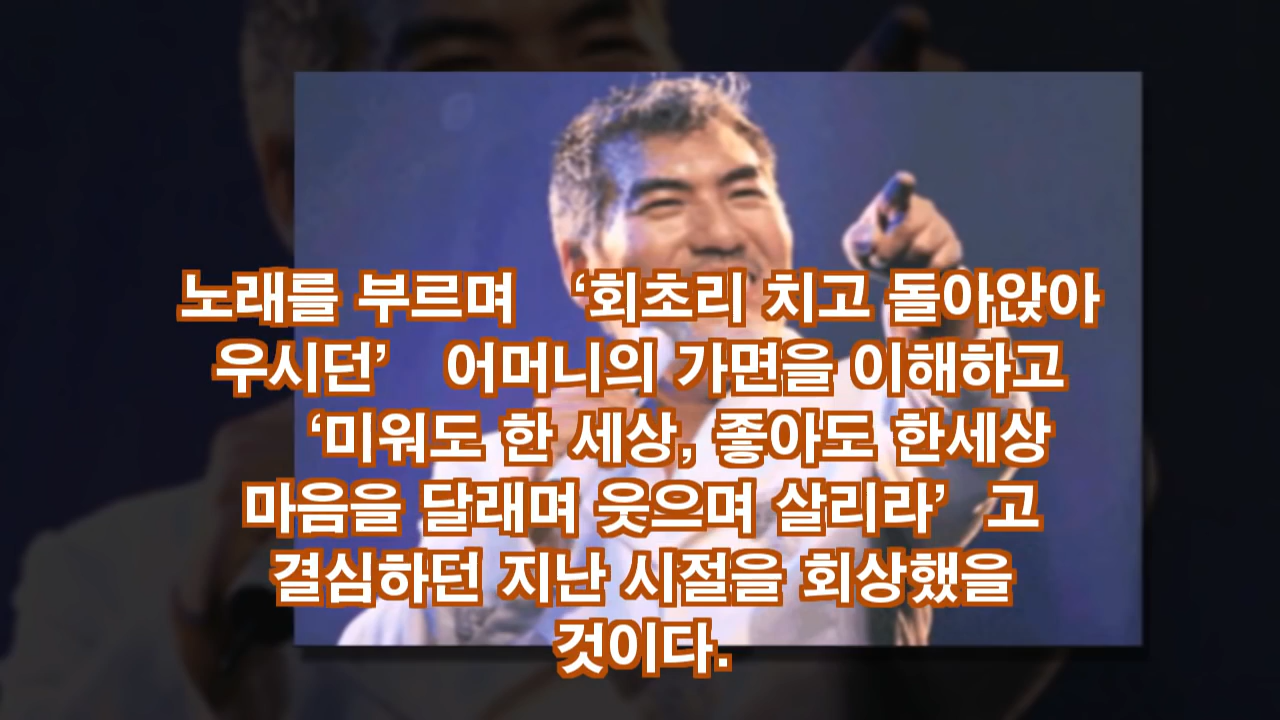 노래를 부르며 ‘회초리 치고 돌아앉아
우시던’ 어머니의 가면을 이해하고
‘미워도 한 세상, 좋아도 한세상
마음을 달래며 웃으며 살리라’ 고
결심하던 지난 시절을 회상했을
것이다.